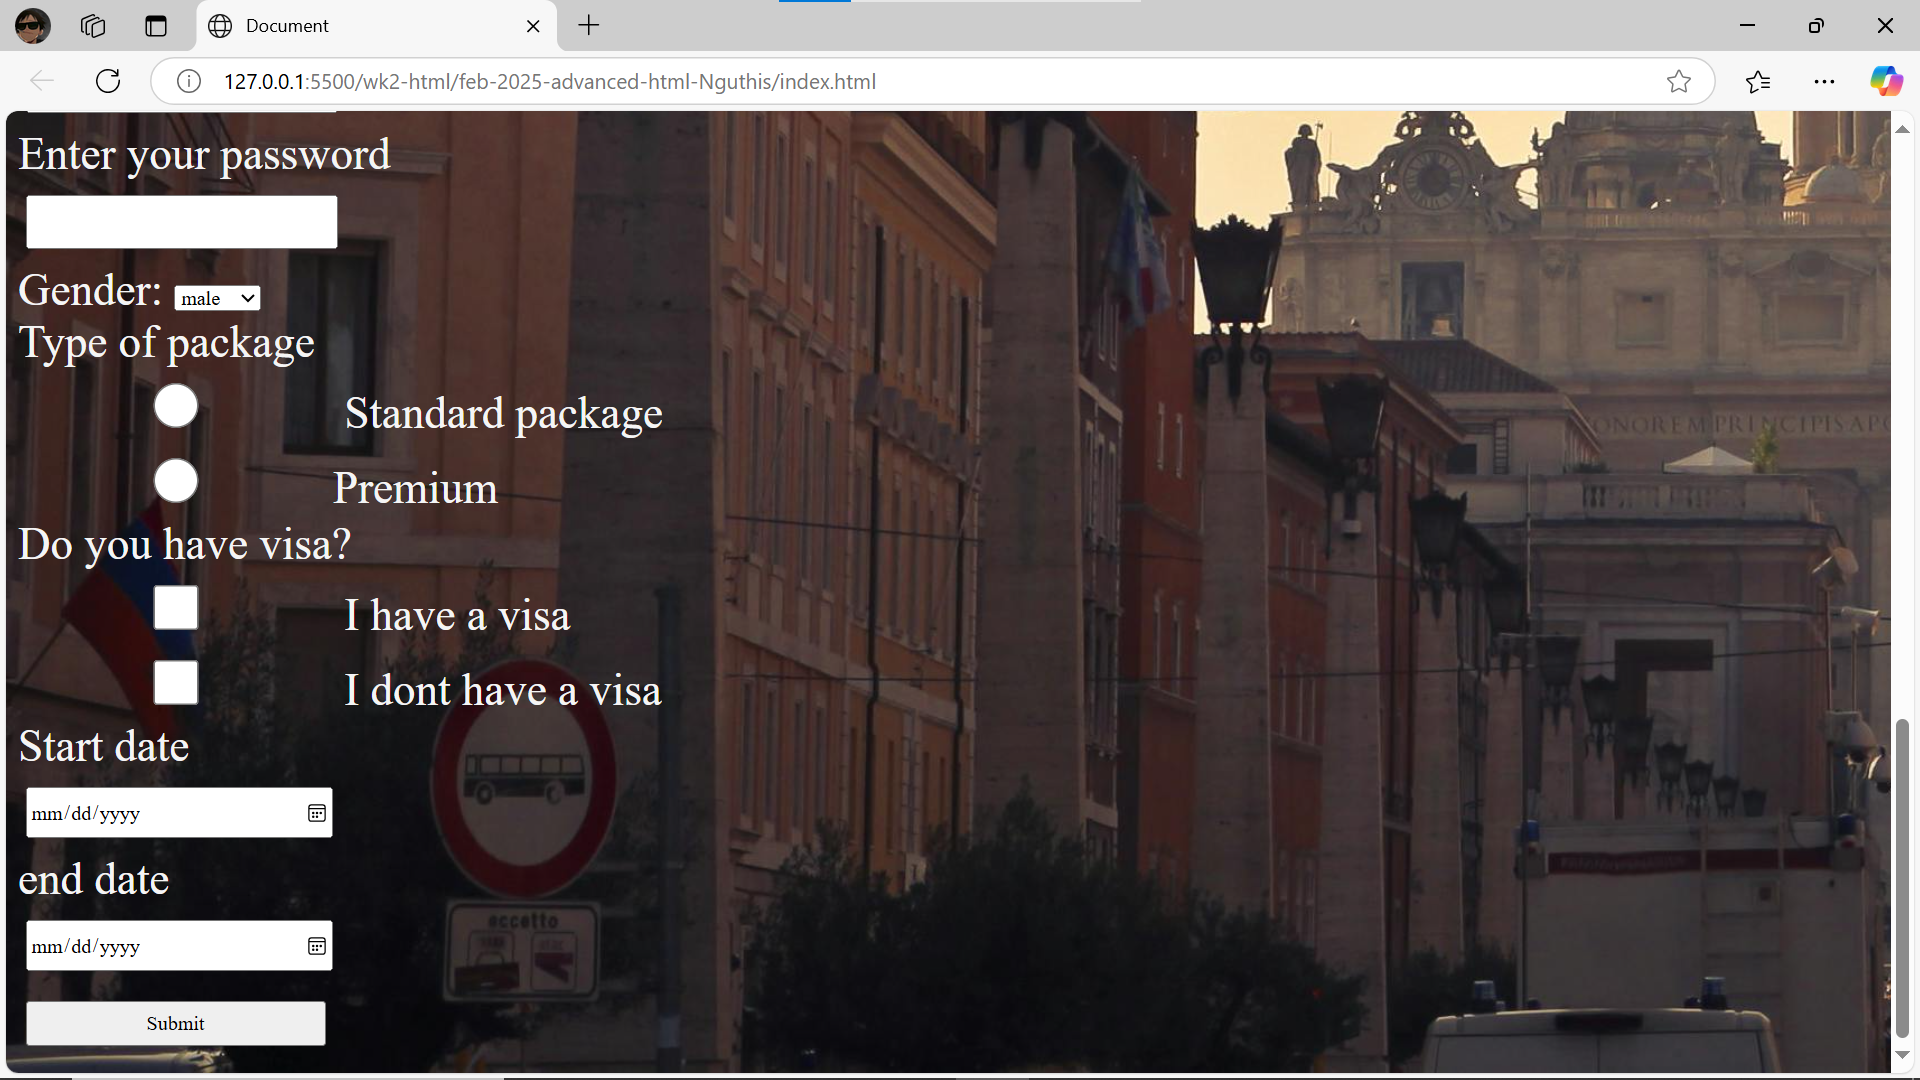 Document
127.0.0.1:5500/wk2-html/feb-2025-advanced-html-Nguthis/index.html
Enter your password
Gender: male
Type of package
Standard package
Premium
Do you have visa?
I have a visa
I dont have a visa
Start date
mm/dd/yyyy
end date
mm/dd/yyyy
Submit
ONOREM PRINCIPIS APO
eccetto